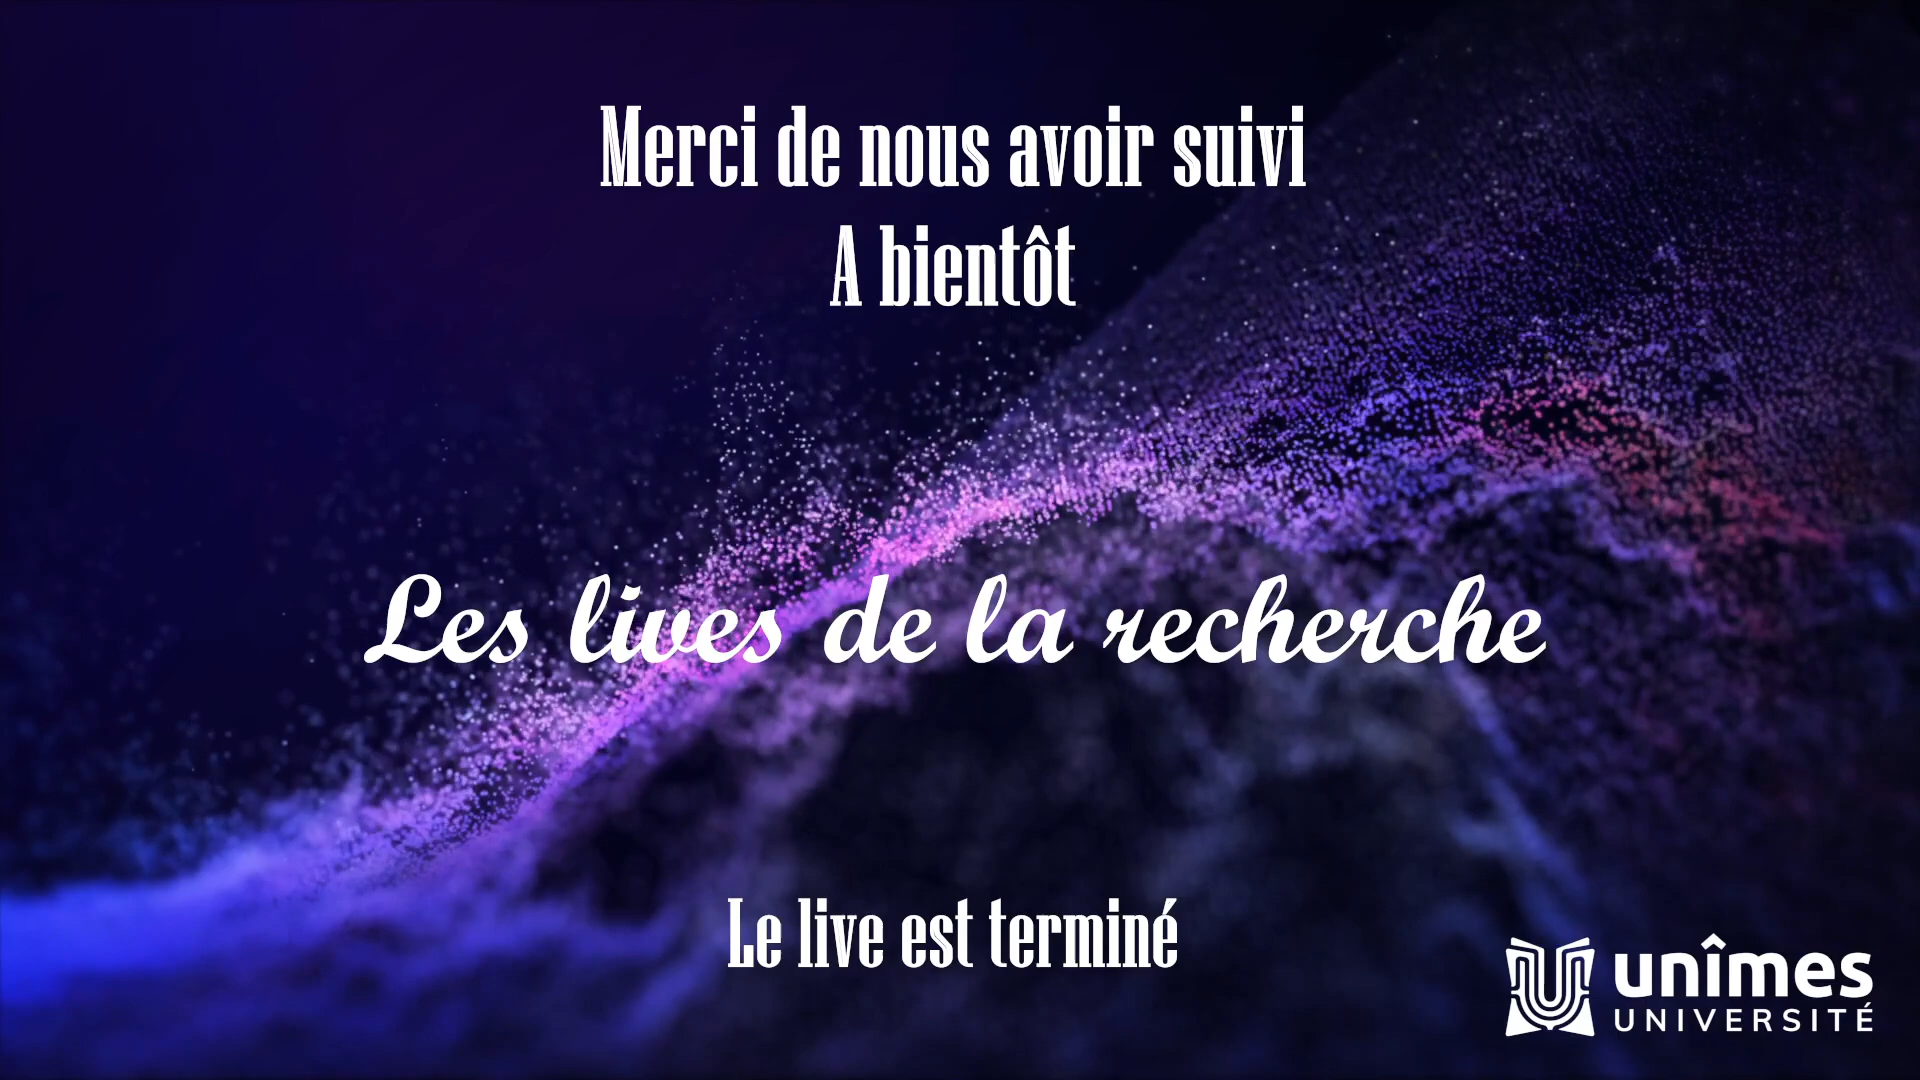 Merci de nous avoir suivi
A bientôt
Les lives de la recherche
Le live est terminé
unîmes
UNIVERSITÉ